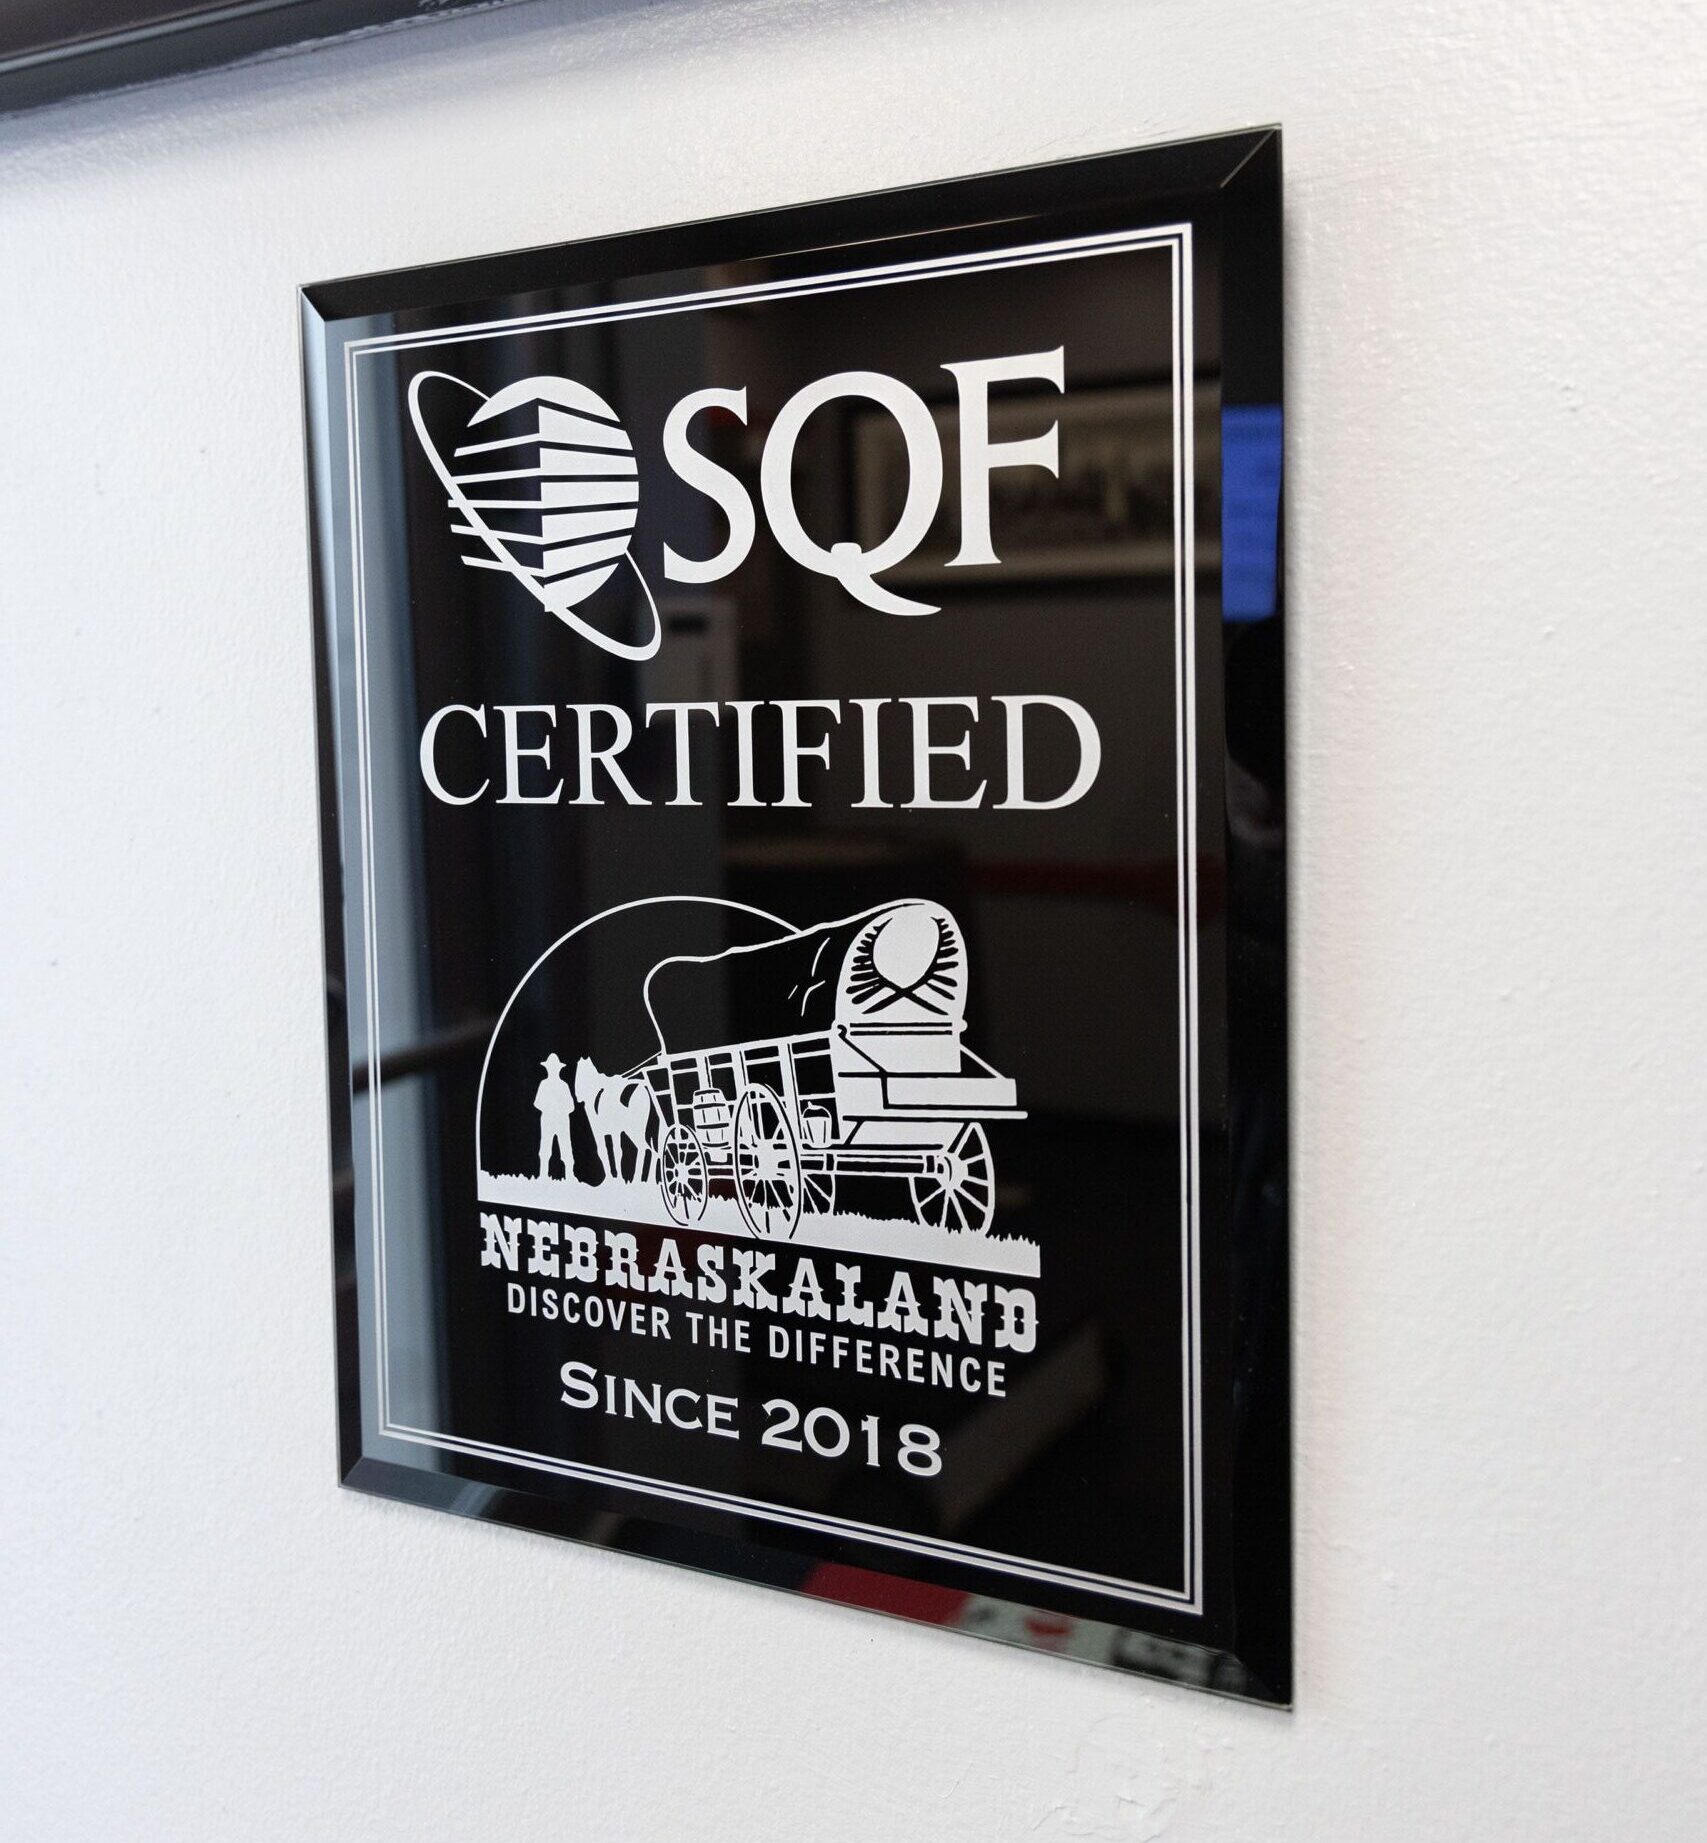 SQF
CERTIFIED
NEBRASKALAND
DISCOVER THE DIFFERENCE
SINCE 2018